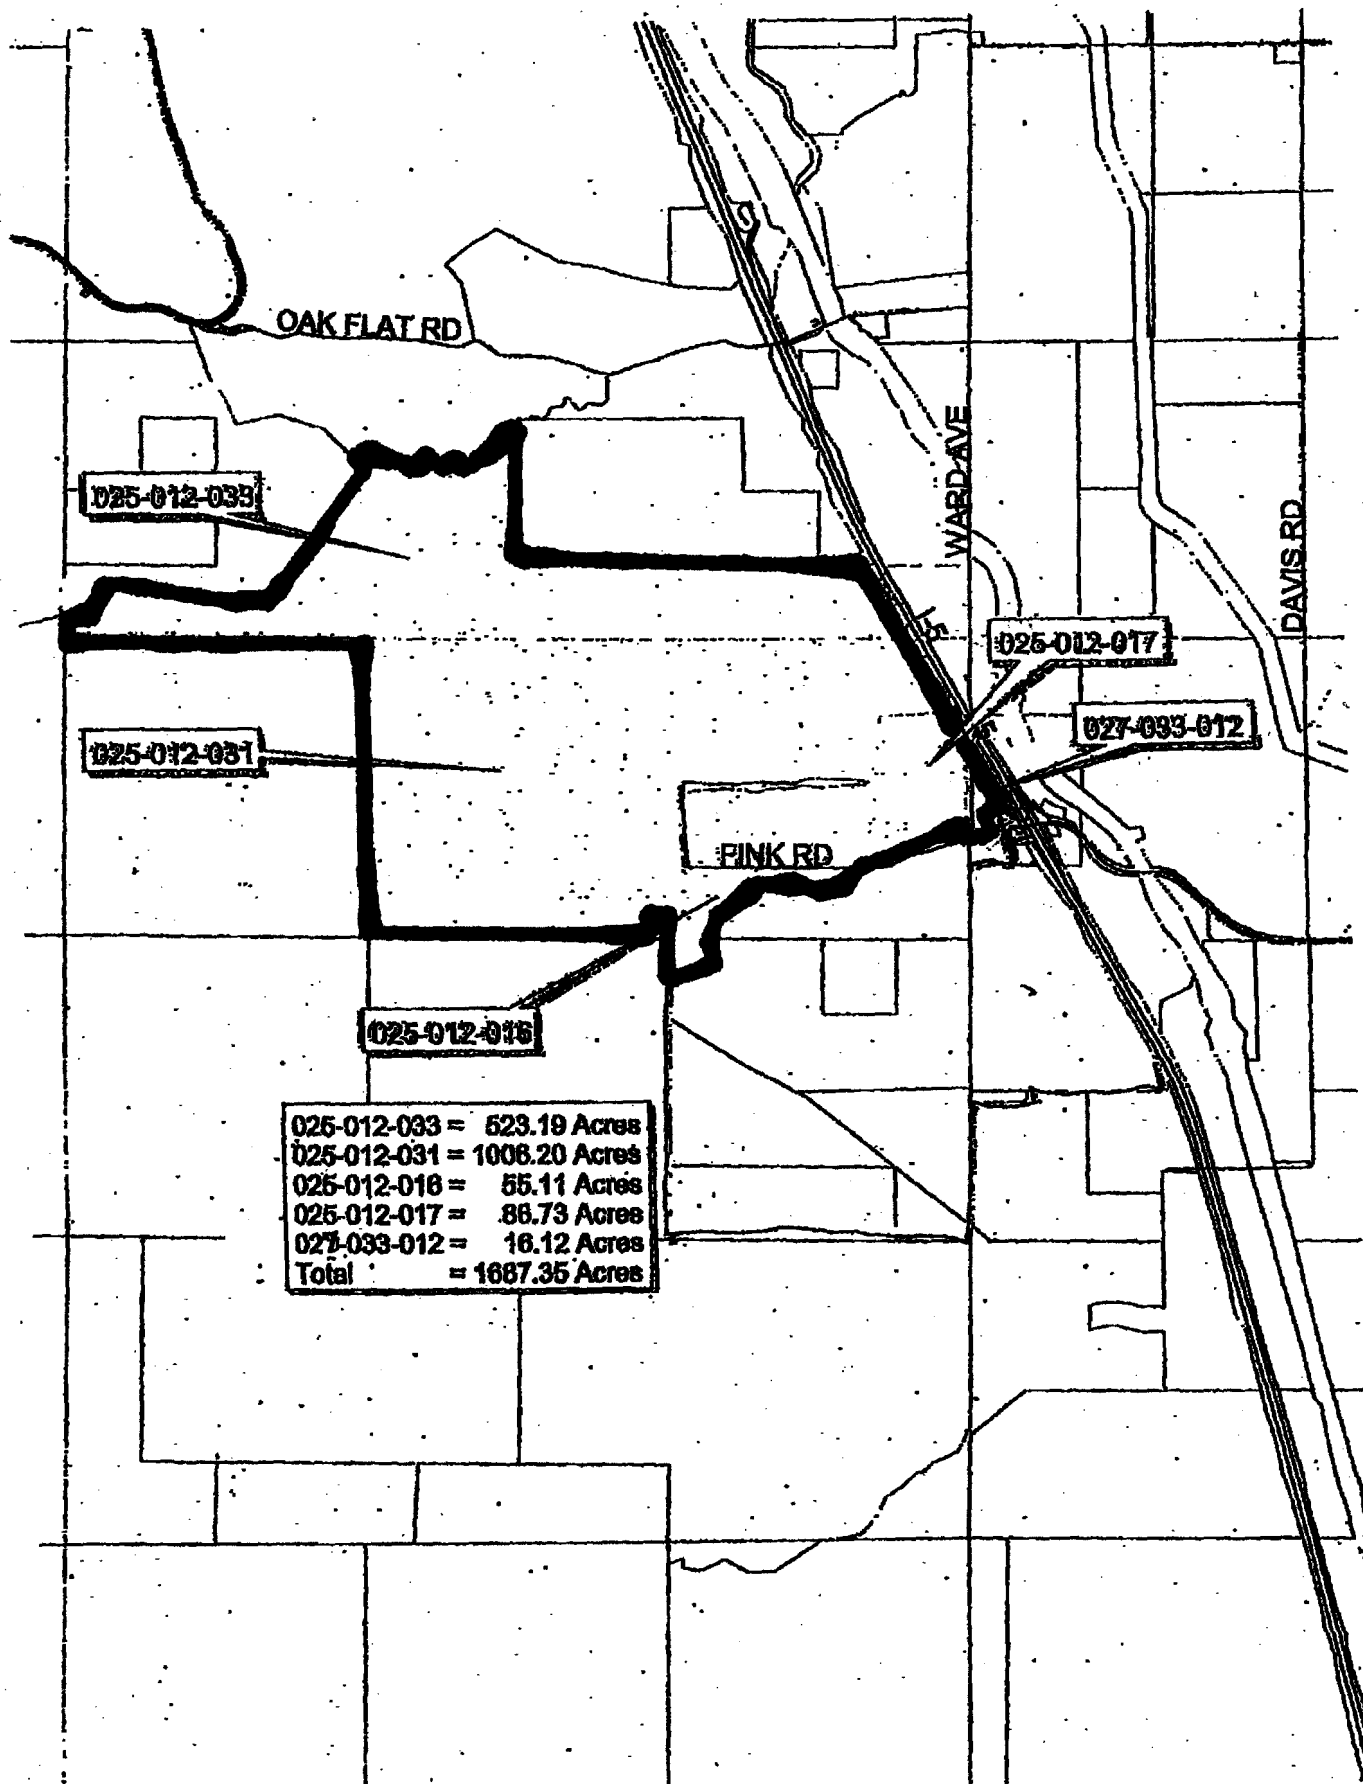 OAK FLAT RD
WARD AVE
025-012-033
DAVIS RD
I-5
025-012-017
027-033-012
025-012-031
PINK RD
025-012-016
025-012-033 = 523.19 Acres
025-012-031 = 1006.20 Acres
025-012-016 = 55.11 Acres
025-012-017 = 86.73 Acres
027-033-012 = 16.12 Acres
Total = 1687.35 Acres